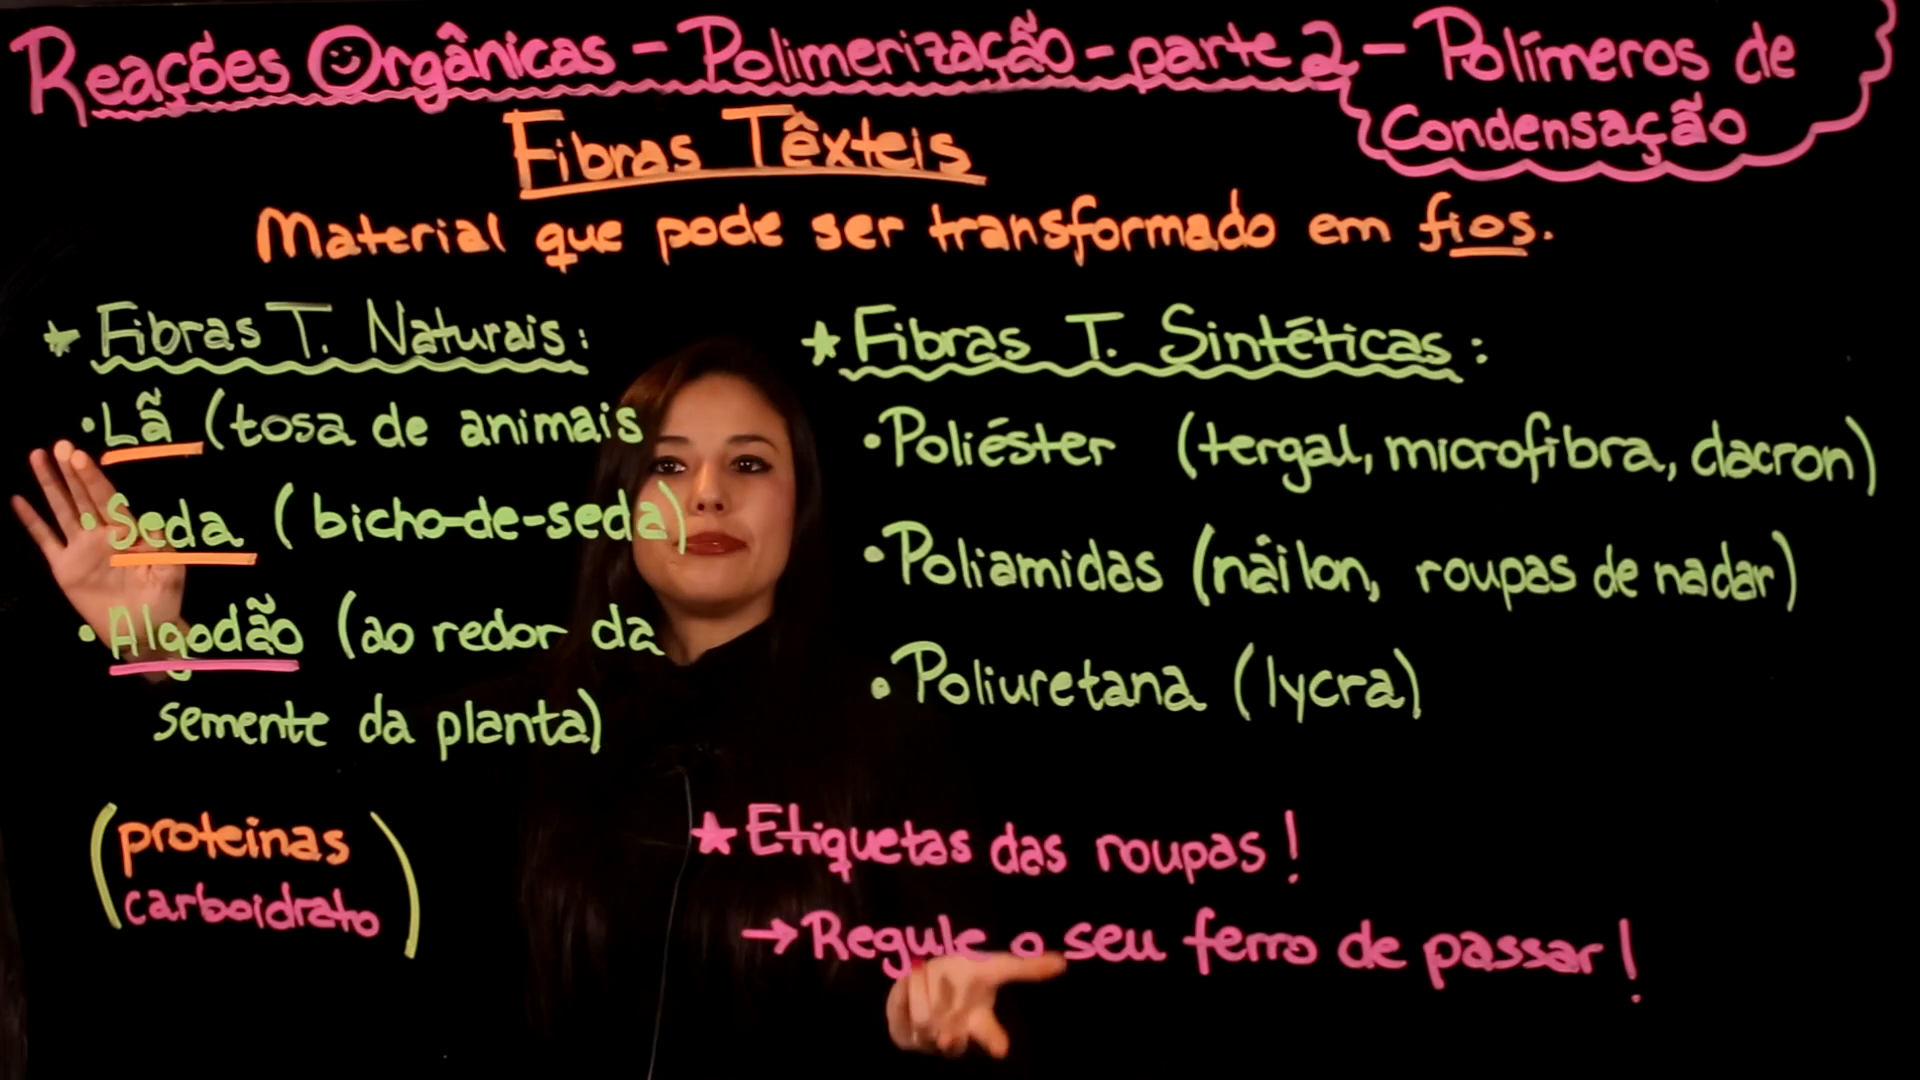 Reações Orgânicas - Polimerização - parte 2 - Polímeros de
Condensação
Fibras Têxteis
Material que pode ser transformado em fios.
★ Fibras T. Naturais:
• Lã (tosa de animais
• Seda (bicho-de-seda)
• Algodão (ao redor da
semente da planta)
(proteínas
carboidrato)
★ Fibras T. Sintéticas:
• Poliéster (tergal, microfibra, dacron)
• Poliamidas (nâilon, roupas de nadar)
• Poliuretana (lycra)
★ Etiquetas das roupas!
→ Regule o seu ferro de passar!